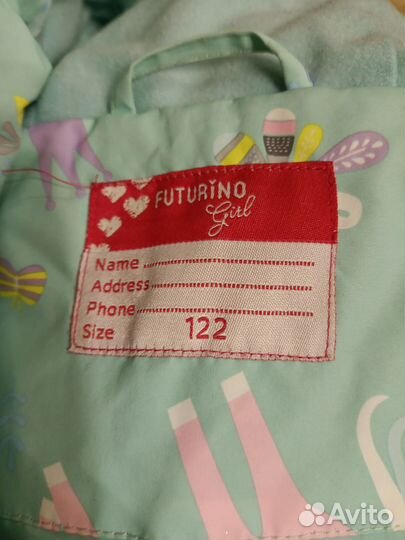 FUTURINO
Girl
Name
Address
Phone
Size 122
Avito